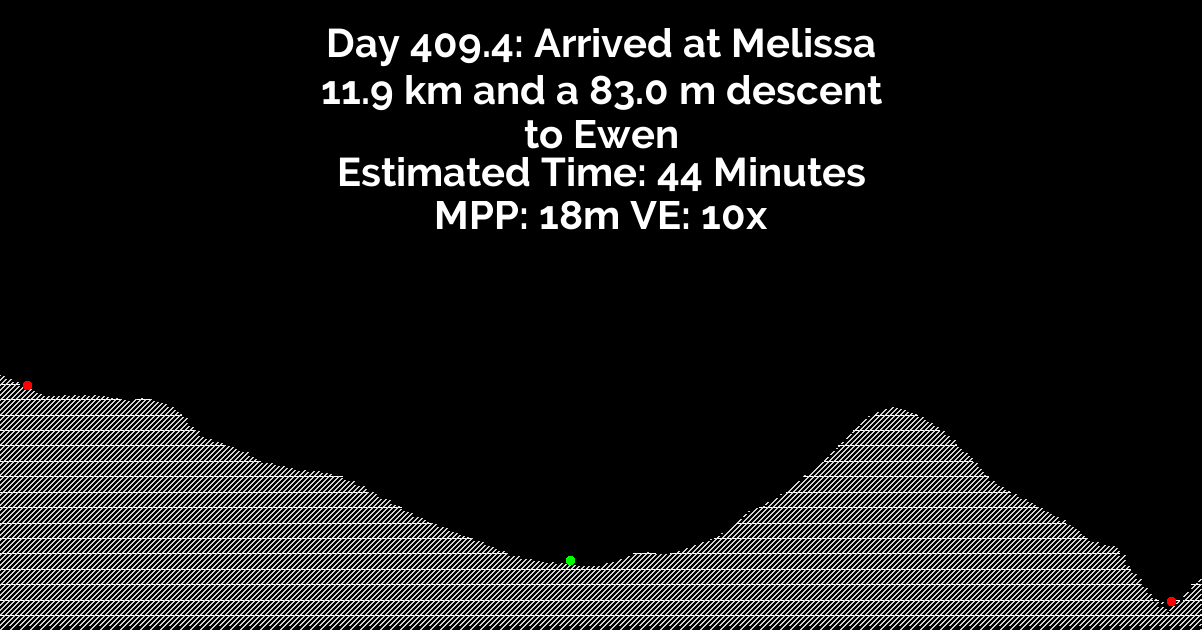 Day 409.4: Arrived at Melissa
11.9 km and a 83.0 m descent
to Ewen
Estimated Time: 44 Minutes
MPP: 18m VE: 10x